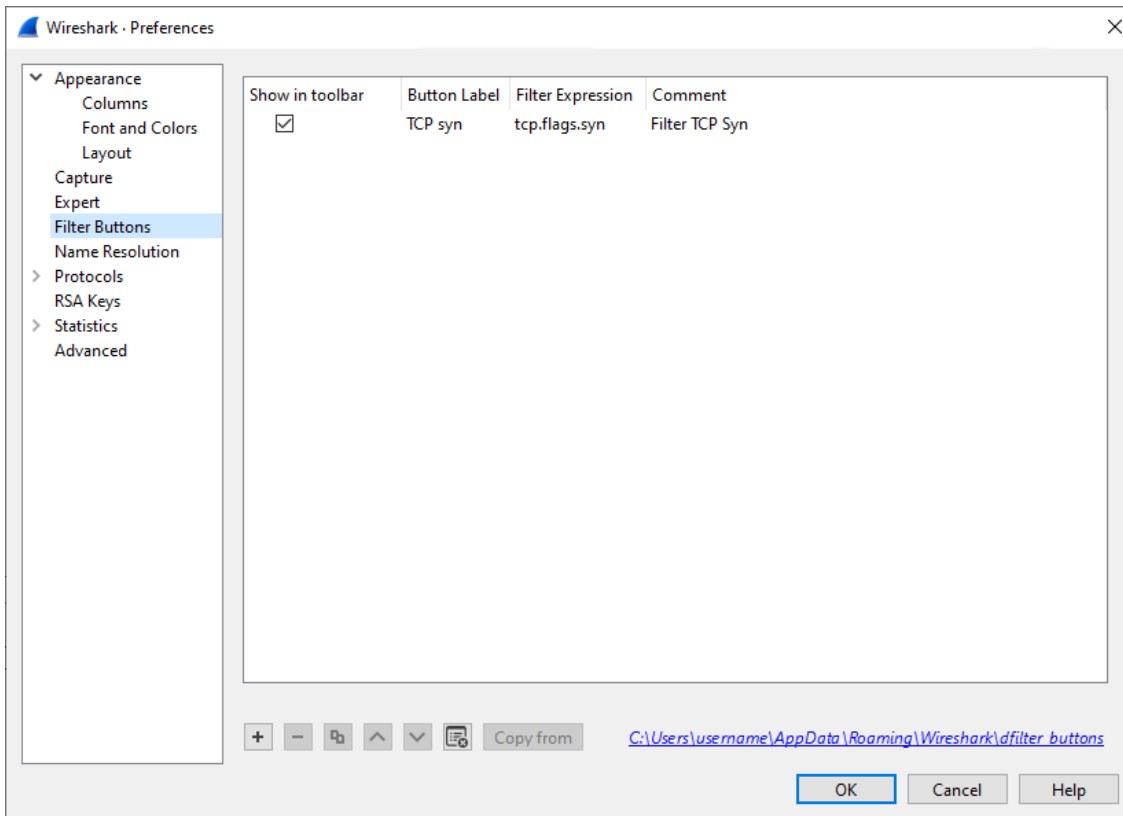 Wireshark · Preferences
Appearance
Columns
Font and Colors
Layout
Capture
Expert
Filter Buttons
Name Resolution
Protocols
RSA Keys
Statistics
Advanced
Show in toolbar Button Label Filter Expression Comment
TCP syn tcp.flags.syn Filter TCP Syn
Copy from C:\Users\username\AppData\Roaming\Wireshark\dfilter_buttons
OK Cancel Help